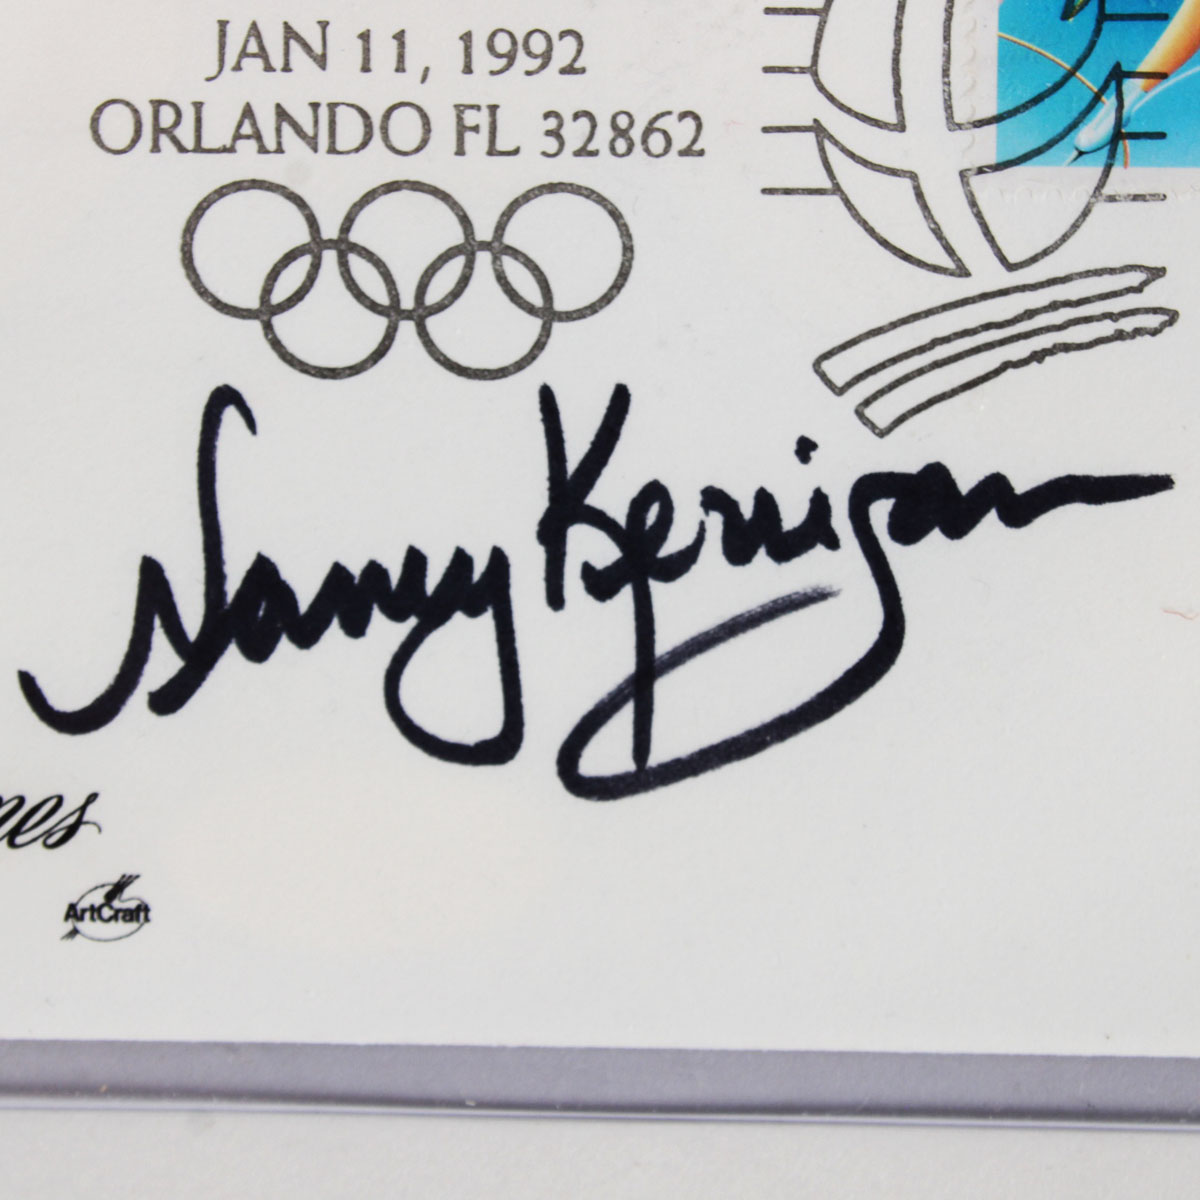 JAN 11, 1992
ORLANDO FL 32862
Nancy Kerrigan
ArtCraft